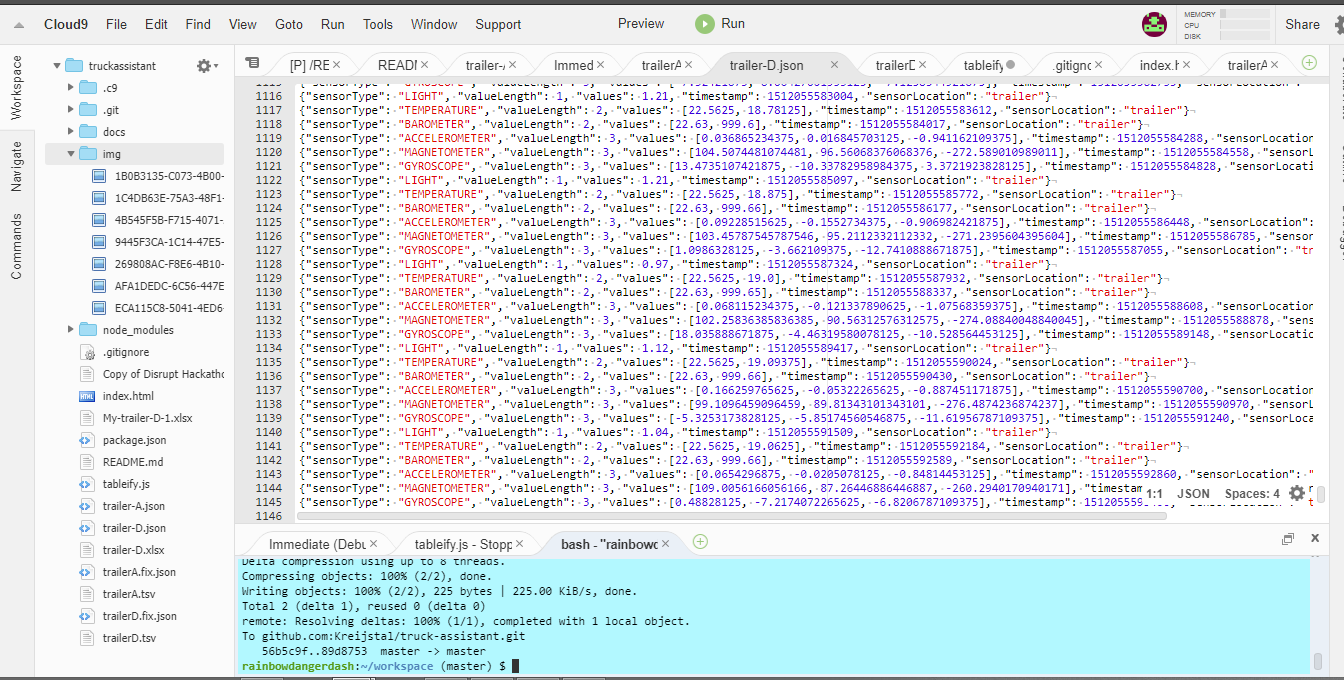 Cloud9 File Edit Find View Goto Run Tools Window Support Preview Run MEMORY CPU DISK Share
Workspace
Navigate
Commands
truckassistant
.c9
.git
docs
img
1B0B3135-C073-4B00-
1C4DB63E-75A3-48F1-
4B545F5B-F715-4071-
9445F3CA-1C14-47E5-
269808AC-F8E6-4B10-
AFA1DEDC-6C56-447E
ECA115C8-5041-4ED6-
node_modules
.gitignore
Copy of Disrupt Hackatho
index.html
My-trailer-D-1.xlsx
package.json
README.md
tableify.js
trailer-A.json
trailer-D.json
trailer-D.xlsx
trailerA.fix.json
trailerA.tsv
trailerD.fix.json
trailerD.tsv
[P] /RE READM trailer-A Immed trailerA trailer-D.json trailerD tableify .gitignc index.h trailerA
1116 {"sensorType": "LIGHT", "valueLength": 1, "values": 1.21, "timestamp": 1512055583004, "sensorLocation": "trailer"}
1117 {"sensorType": "TEMPERATURE", "valueLength": 2, "values": [22.5625, 18.78125], "timestamp": 1512055583612, "sensorLocation": "trailer"}
1118 {"sensorType": "BAROMETER", "valueLength": 2, "values": [22.63, 999.6], "timestamp": 1512055584017, "sensorLocation": "trailer"}
1119 {"sensorType": "ACCELEROMETER", "valueLength": 3, "values": [0.036865234375, 0.016845703125, -0.941162109375], "timestamp": 1512055584288, "sensorLocation
1120 {"sensorType": "MAGNETOMETER", "valueLength": 3, "values": [104.5074481074481, 96.56068376068376, -272.589010989011], "timestamp": 1512055584558, "sensorL
1121 {"sensorType": "GYROSCOPE", "valueLength": 3, "values": [13.4735107421875, -10.33782958984375, -3.3721923828125], "timestamp": 1512055584828, "sensorLocat
1122 {"sensorType": "LIGHT", "valueLength": 1, "values": 1.21, "timestamp": 1512055585097, "sensorLocation": "trailer"}
1123 {"sensorType": "TEMPERATURE", "valueLength": 2, "values": [22.5625, 18.875], "timestamp": 1512055585772, "sensorLocation": "trailer"}
1124 {"sensorType": "BAROMETER", "valueLength": 2, "values": [22.63, 999.66], "timestamp": 1512055586177, "sensorLocation": "trailer"}
1125 {"sensorType": "ACCELEROMETER", "valueLength": 3, "values": [0.09228515625, -0.1552734375, -0.906982421875], "timestamp": 1512055586448, "sensorLocation":
1126 {"sensorType": "MAGNETOMETER", "valueLength": 3, "values": [103.45787545787546, 95.2112332112332, -271.2395604395604], "timestamp": 1512055586785, "sensor
1127 {"sensorType": "GYROSCOPE", "valueLength": 3, "values": [1.0986328125, -3.662109375, -12.7410888671875], "timestamp": 1512055587055, "sensorLocation": "tr
1128 {"sensorType": "LIGHT", "valueLength": 1, "values": 0.97, "timestamp": 1512055587324, "sensorLocation": "trailer"}
1129 {"sensorType": "TEMPERATURE", "valueLength": 2, "values": [22.5625, 19.0], "timestamp": 1512055587932, "sensorLocation": "trailer"}
1130 {"sensorType": "BAROMETER", "valueLength": 2, "values": [22.63, 999.65], "timestamp": 1512055588337, "sensorLocation": "trailer"}
1131 {"sensorType": "ACCELEROMETER", "valueLength": 3, "values": [0.068115234375, -0.121337890625, -1.07568359375], "timestamp": 1512055588608, "sensorLocation
1132 {"sensorType": "MAGNETOMETER", "valueLength": 3, "values": [102.25836385836385, 90.56312576312575, -274.08840048840045], "timestamp": 1512055588878, "sens
1133 {"sensorType": "GYROSCOPE", "valueLength": 3, "values": [18.035888671875, -4.46319580078125, -10.528564453125], "timestamp": 1512055589148, "sensorLocatio
1134 {"sensorType": "LIGHT", "valueLength": 1, "values": 1.12, "timestamp": 1512055589417, "sensorLocation": "trailer"}
1135 {"sensorType": "TEMPERATURE", "valueLength": 2, "values": [22.5625, 19.09375], "timestamp": 1512055590024, "sensorLocation": "trailer"}
1136 {"sensorType": "BAROMETER", "valueLength": 2, "values": [22.63, 999.66], "timestamp": 1512055590430, "sensorLocation": "trailer"}
1137 {"sensorType": "ACCELEROMETER", "valueLength": 3, "values": [0.166259765625, -0.05322265625, -0.887451171875], "timestamp": 1512055590700, "sensorLocation
1138 {"sensorType": "MAGNETOMETER", "valueLength": 3, "values": [99.1096459096459, 89.81343101343101, -276.4874236874237], "timestamp": 1512055590970, "sensorL
1139 {"sensorType": "GYROSCOPE", "valueLength": 3, "values": [-5.3253173828125, -5.85174560546875, -11.61956787109375], "timestamp": 1512055591240, "sensorLoca
1140 {"sensorType": "LIGHT", "valueLength": 1, "values": 1.04, "timestamp": 1512055591509, "sensorLocation": "trailer"}
1141 {"sensorType": "TEMPERATURE", "valueLength": 2, "values": [22.5625, 19.0625], "timestamp": 1512055592184, "sensorLocation": "trailer"}
1142 {"sensorType": "BAROMETER", "valueLength": 2, "values": [22.63, 999.66], "timestamp": 1512055592589, "sensorLocation": "trailer"}
1143 {"sensorType": "ACCELEROMETER", "valueLength": 3, "values": [0.0654296875, -0.0205078125, -0.84814453125], "timestamp": 1512055592860, "sensorLocation": "
1144 {"sensorType": "MAGNETOMETER", "valueLength": 3, "values": [109.0056166056166, 87.26446886446887, -260.2940170940171], "timestamp":
1145 {"sensorType": "GYROSCOPE", "valueLength": 3, "values": [0.48828125, -7.2174072265625, -6.8206787109375], "timestamp":
1146
1:1 JSON Spaces: 4
Immediate (Debu tableify.js - Stopp bash - "rainbowd
Delta compression using up to 8 threads.
Compressing objects: 100% (2/2), done.
Writing objects: 100% (2/2), 225 bytes | 225.00 KiB/s, done.
Total 2 (delta 1), reused 0 (delta 0)
remote: Resolving deltas: 100% (1/1), completed with 1 local object.
To github.com:Kreijstal/truck-assistant.git
56b5c9f..89d8753 master -> master
rainbowdangerdash:~/workspace (master) $